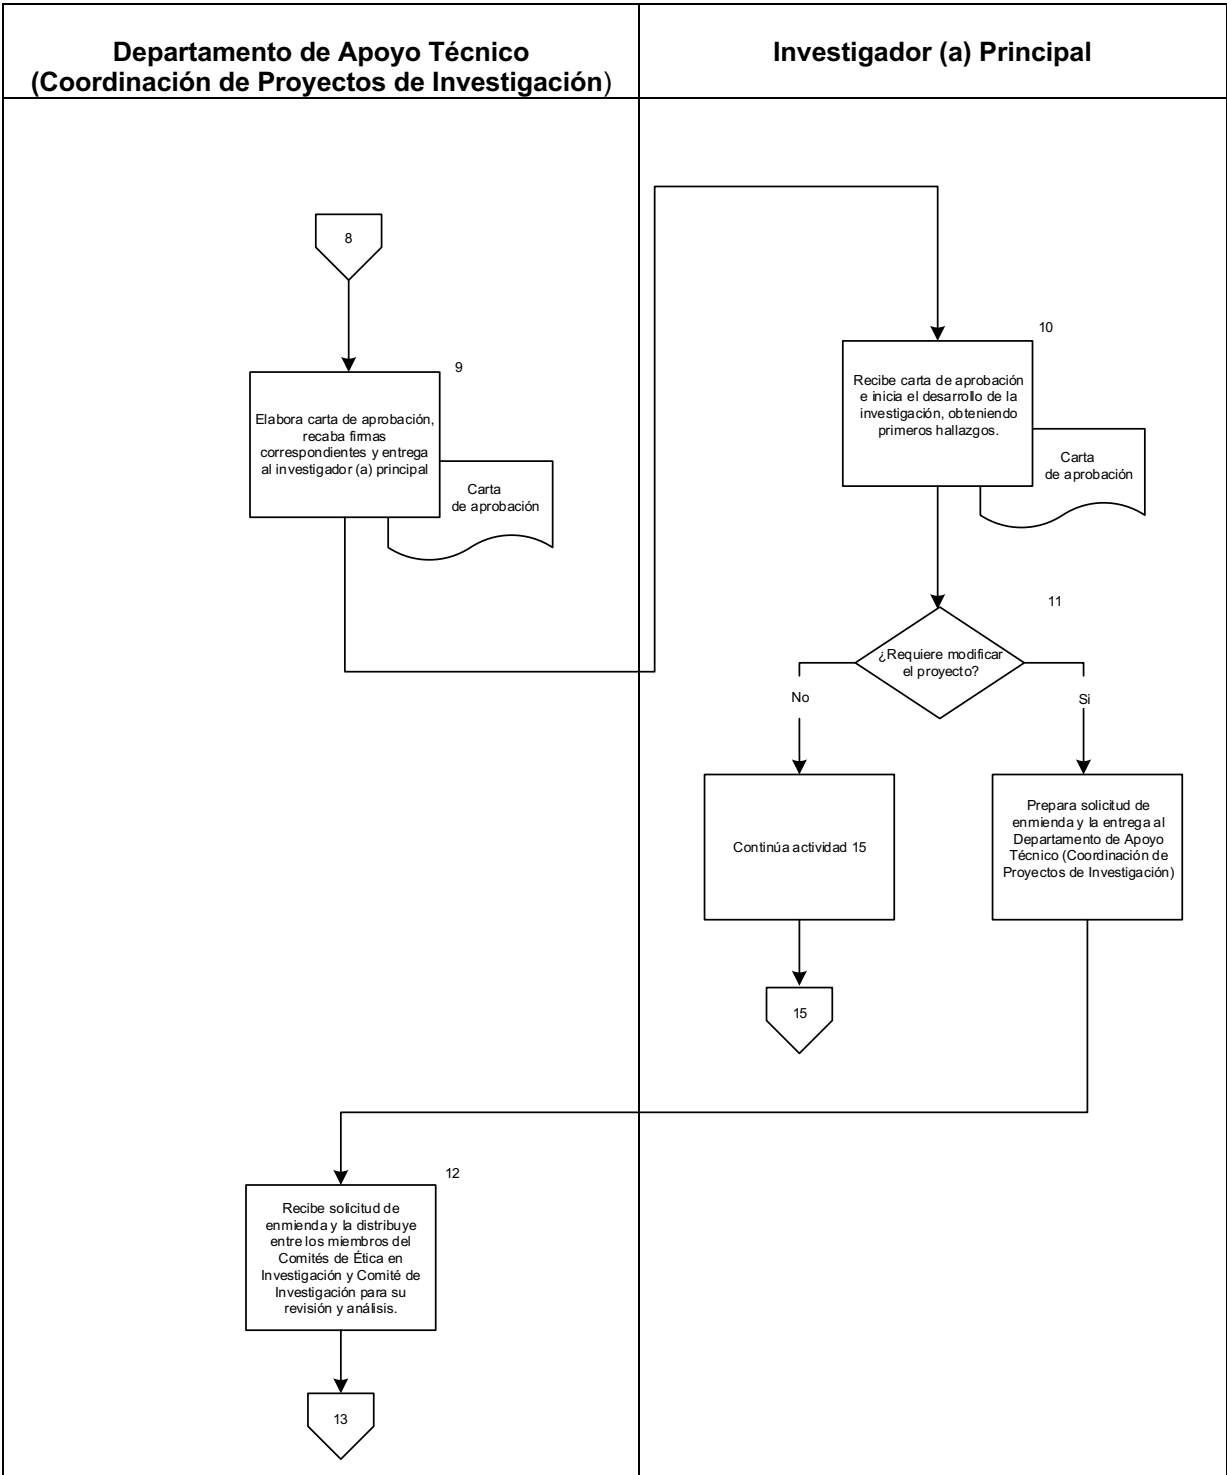 Departamento de Apoyo Técnico
(Coordinación de Proyectos de Investigación)
Investigador (a) Principal
8
9
Elabora carta de aprobación,
recaba firmas
correspondientes y entrega
al investigador (a) principal
Carta
de aprobación
10
Recibe carta de aprobación
e inicia el desarrollo de la
investigación, obteniendo
primeros hallazgos.
Carta
de aprobación
11
¿Requiere modificar
el proyecto?
No
Si
Continúa actividad 15
Prepara solicitud de
enmienda y la entrega al
Departamento de Apoyo
Técnico (Coordinación de
Proyectos de Investigación)
15
12
Recibe solicitud de
enmienda y la distribuye
entre los miembros del
Comités de Ética en
Investigación y Comité de
Investigación para su
revisión y análisis.
13